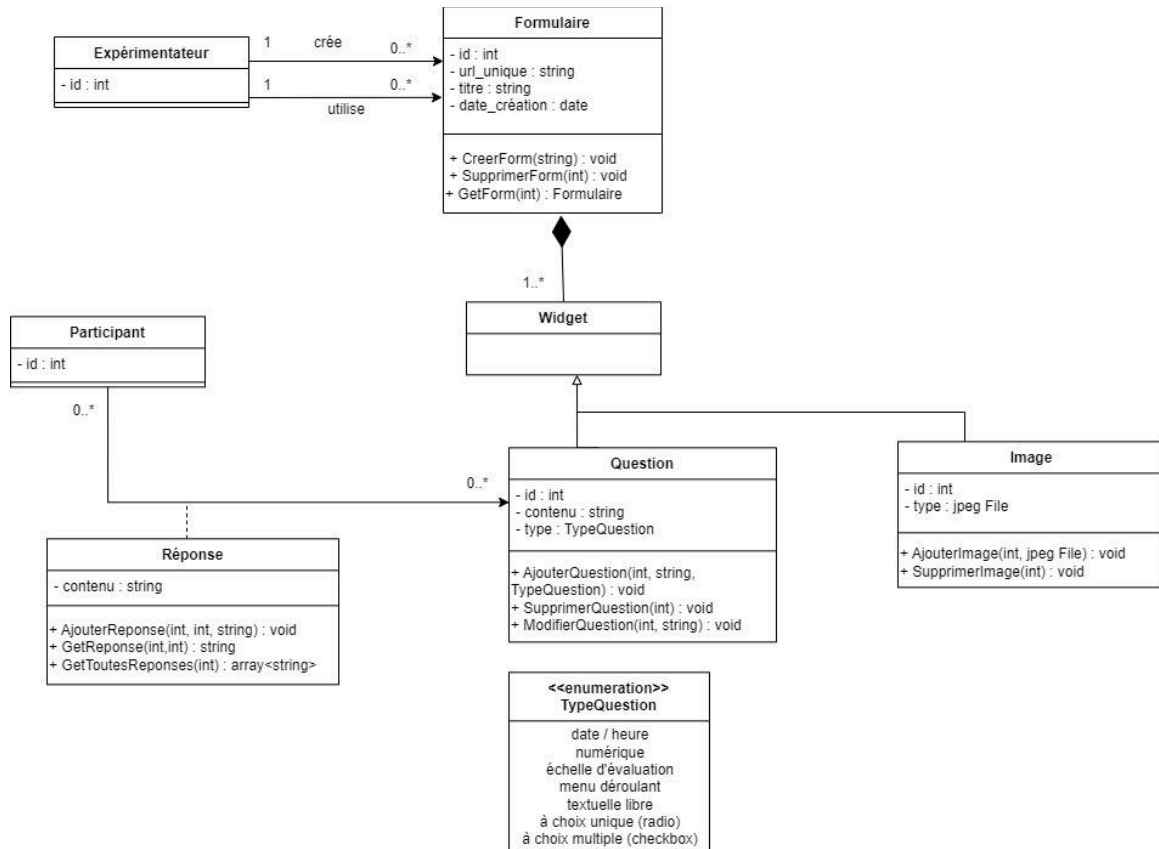 Formulaire
- id : int
- url_unique : string
- titre : string
- date_création : date
+ CreerForm(string) : void
+ SupprimerForm(int) : void
+ GetForm(int) : Formulaire
Expérimentateur
- id : int
1 crée 0..*
1 0..*
utilise
1..*
Widget
Participant
- id : int
0..*
0..*
Question
- id : int
- contenu : string
- type : TypeQuestion
+ AjouterQuestion(int, string,
TypeQuestion) : void
+ SupprimerQuestion(int) : void
+ ModifierQuestion(int, string) : void
Image
- id : int
- type : jpeg File
+ AjouterImage(int, jpeg File) : void
+ SupprimerImage(int) : void
Réponse
- contenu : string
+ AjouterReponse(int, int, string) : void
+ GetReponse(int,int) : string
+ GetToutesReponses(int) : array<string>
<<enumeration>>
TypeQuestion
date / heure
numérique
échelle d'évaluation
menu déroulant
textuelle libre
à choix unique (radio)
à choix multiple (checkbox)